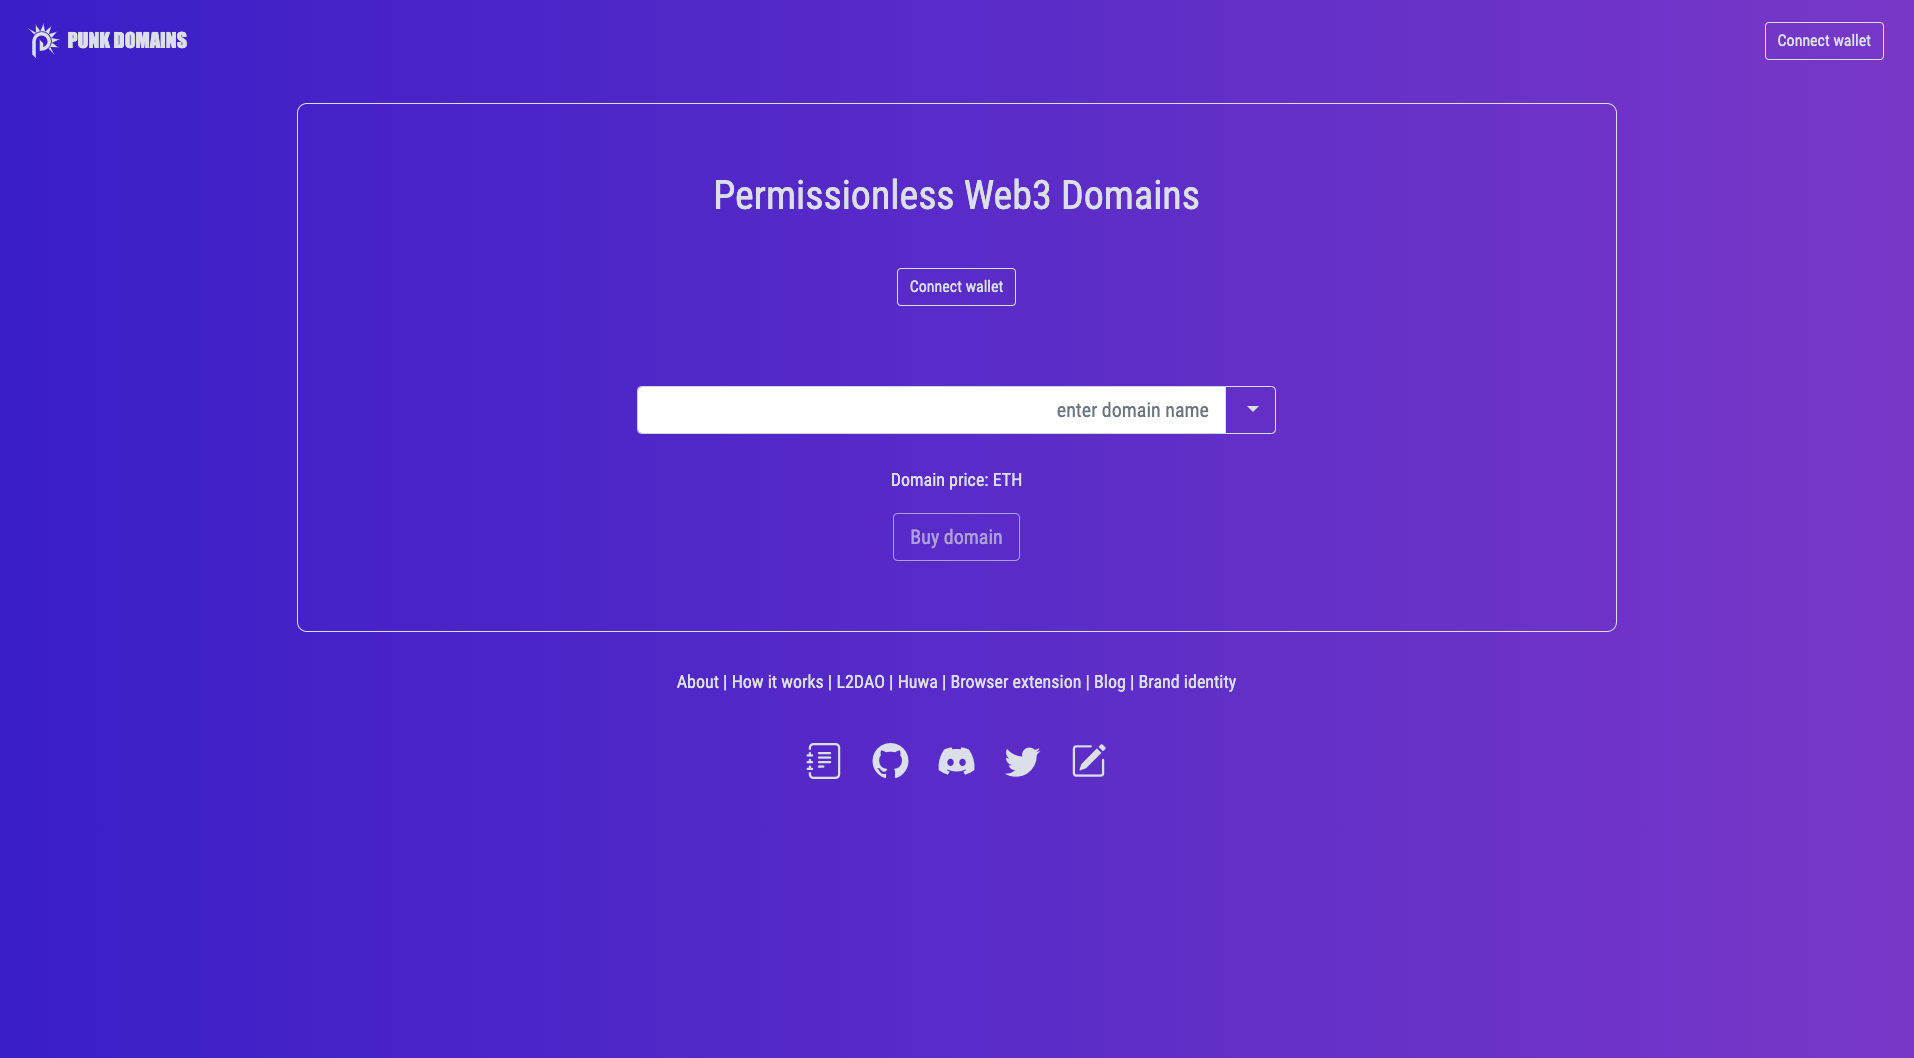 PUNK DOMAINS
Connect wallet
Permissionless Web3 Domains
Connect wallet
enter domain name
Domain price: ETH
Buy domain
About | How it works | L2DAO | Huwa | Browser extension | Blog | Brand identity